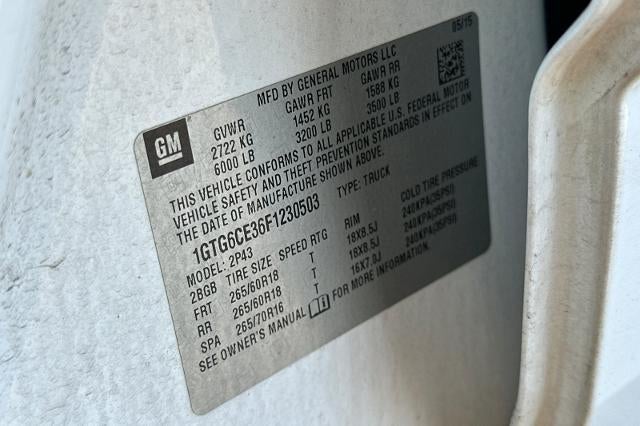 05/15
MFD BY GENERAL MOTORS LLC
GM
GVWR GAWR FRT GAWR RR
2722 KG 1452 KG 1588 KG
6000 LB 3200 LB 3500 LB
THIS VEHICLE CONFORMS TO ALL APPLICABLE U.S. FEDERAL MOTOR
VEHICLE SAFETY AND THEFT PREVENTION STANDARDS IN EFFECT ON
THE DATE OF MANUFACTURE SHOWN ABOVE.
1GTG6CE36F1230503 TYPE: TRUCK
MODEL: 2P43
2BGB TIRE SIZE SPEED RTG RIM COLD TIRE PRESSURE
FRT 265/60R18 T 18X8.5J 240KPA(35PSI)
RR 265/60R18 T 18X8.5J 240KPA(35PSI)
SPA 265/70R16 T 16X7.0J 240KPA(35PSI)
SEE OWNER'S MANUAL FOR MORE INFORMATION.